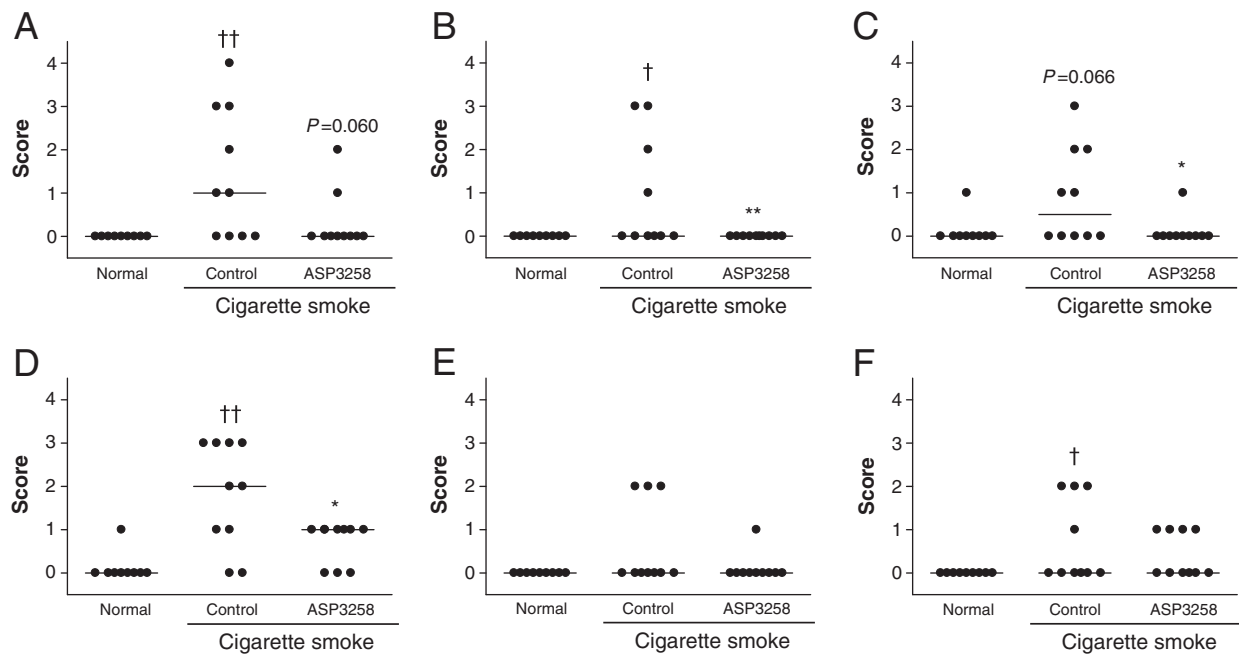 A
††
4
3
P=0.060
2
1
0
Score
Normal
Control
ASP3258
Cigarette smoke
B
†
4
3
2
1
**
0
Score
Normal
Control
ASP3258
Cigarette smoke
C
4
P=0.066
3
2
*
1
0
Score
Normal
Control
ASP3258
Cigarette smoke
D
4
††
3
2
*
1
0
Score
Normal
Control
ASP3258
Cigarette smoke
E
4
3
2
1
0
Score
Normal
Control
ASP3258
Cigarette smoke
F
4
3
†
2
1
0
Score
Normal
Control
ASP3258
Cigarette smoke